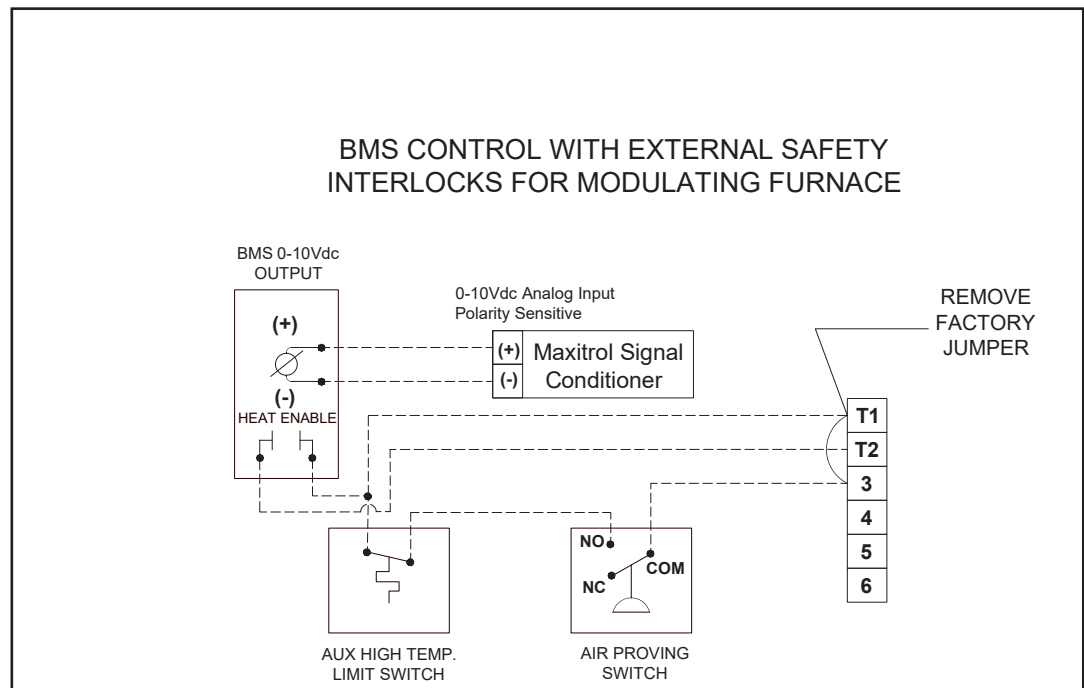 BMS CONTROL WITH EXTERNAL SAFETY
INTERLOCKS FOR MODULATING FURNACE
BMS 0-10Vdc
OUTPUT
(+)
(-)
HEAT ENABLE
0-10Vdc Analog Input
Polarity Sensitive
(+) Maxitrol Signal
(-) Conditioner
REMOVE
FACTORY
JUMPER
T1
T2
3
4
5
6
NO
COM
NC
AUX HIGH TEMP.
LIMIT SWITCH
AIR PROVING
SWITCH